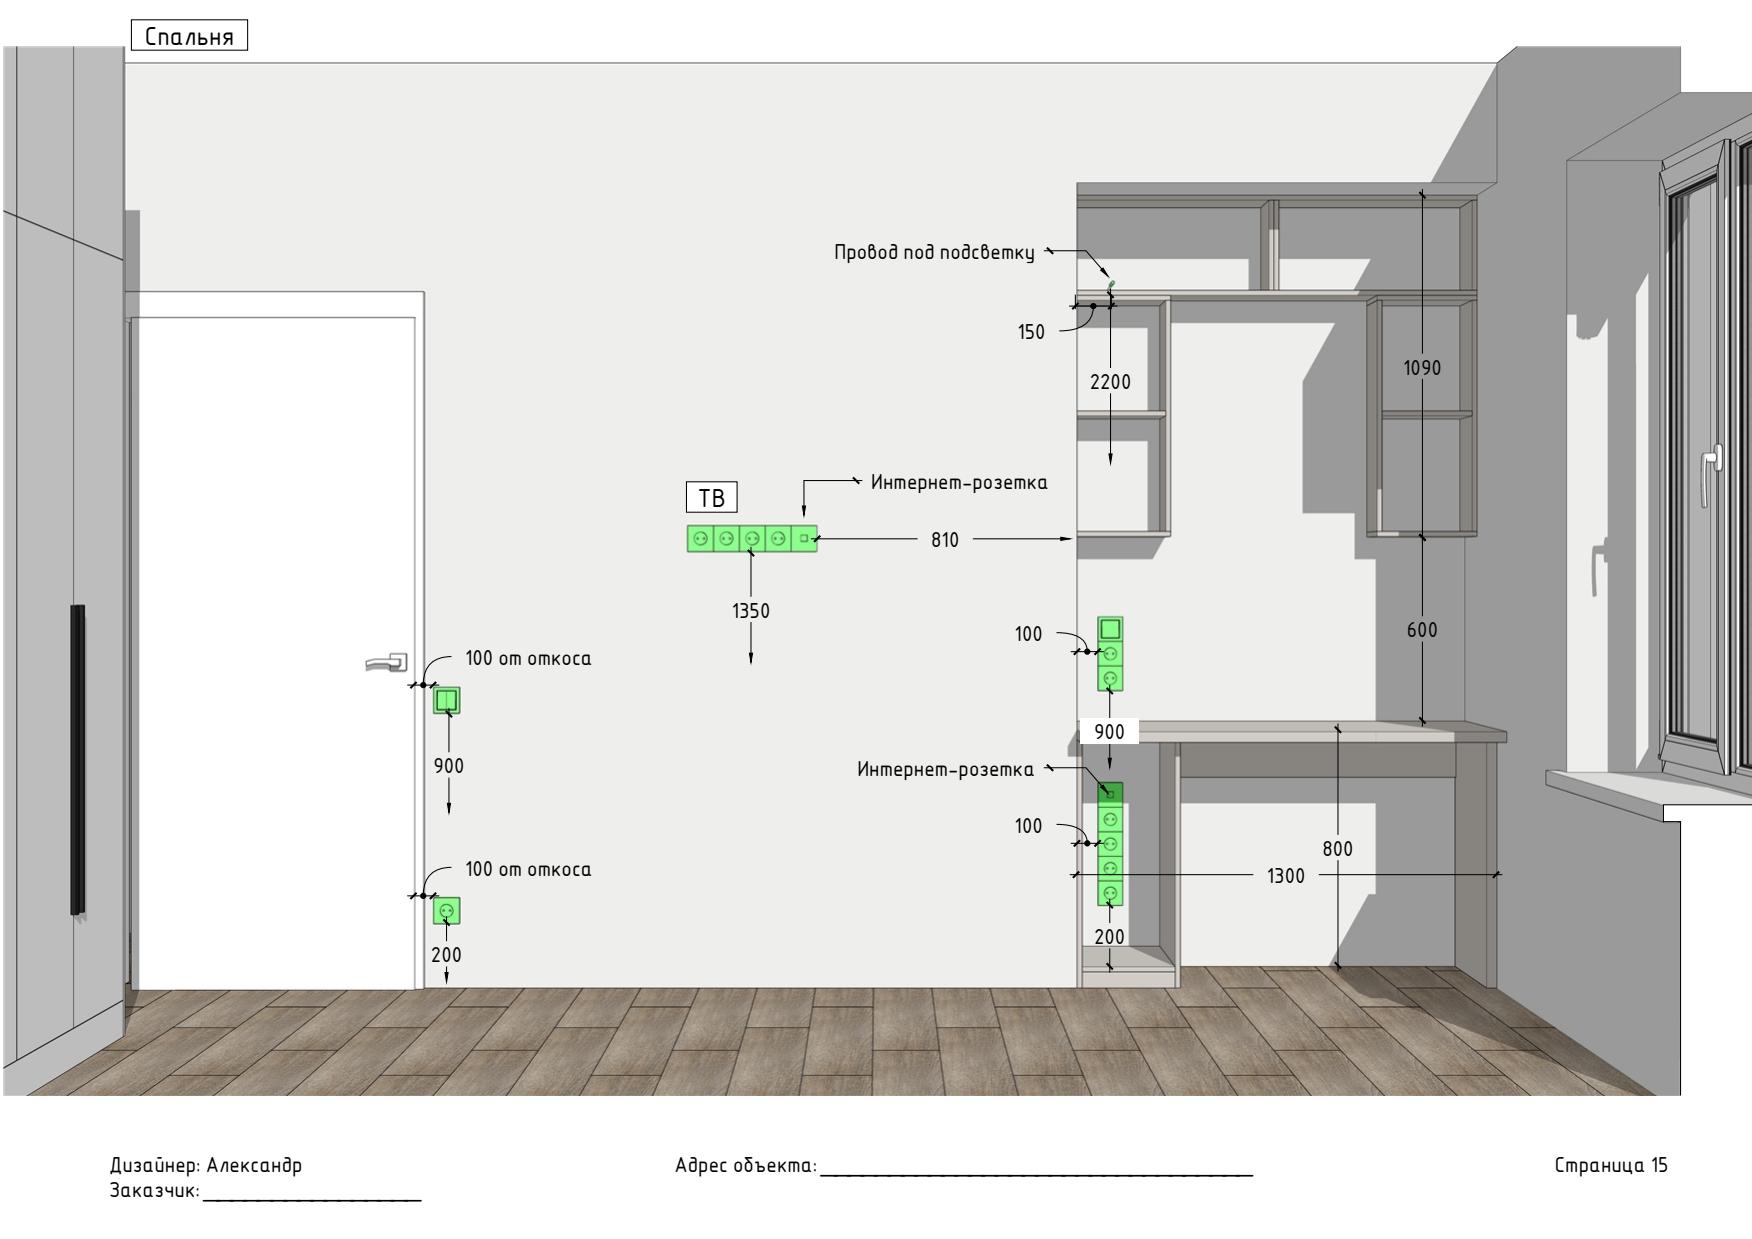 Спальня
Провод под подсветку
150
2200
1090
Интернет-розетка
ТВ
810
1350
600
100
100 от откоса
900
900
Интернет-розетка
100
800
1300
100 от откоса
200
200
Дизайнер: Александр
Адрес объекта:
Страница 15
Заказчик: